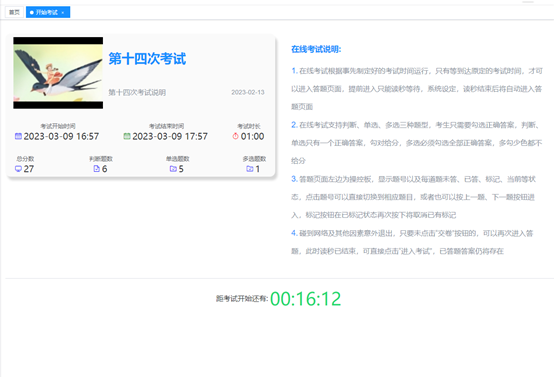 首页
开始考试 ×
第十四次考试
第十四次考试说明 2023-02-13
考试开始时间 考试结束时间 考试时长
2023-03-09 16:57 2023-03-09 17:57 01:00
总分数 判断题数 单选题数 多选题数
27 6 5 1
在线考试说明:
1. 在线考试根据事先制定好的考试时间运行，只有等到达原定的考试时间，才可
以进入答题页面，提前进入只能读秒等待，系统设定，读秒结束后将自动进入答
题页面
2. 在线考试支持判断、单选、多选三种题型，考生只需要勾选正确答案，判断、
单选只有一个正确答案，勾对给分，多选必须勾选全部正确答案，多勾少色都不
给分
3. 答题页面左边为操控板，显示题号以及每道题未答、已答、标记、当前等状
态，点击题号可以直接切换到相应题目，或者也可以按上一题、下一题按钮进
入，标记按钮在已标记状态再次按下将取消已有标记
4. 碰到网络及其他因素意外退出，只要未点击"交卷"按钮的，可以再次进入答
题，此时读秒已结束，可直接点击"进入考试"，已答题答案仍将存在
距考试开始还有: 00:16:12